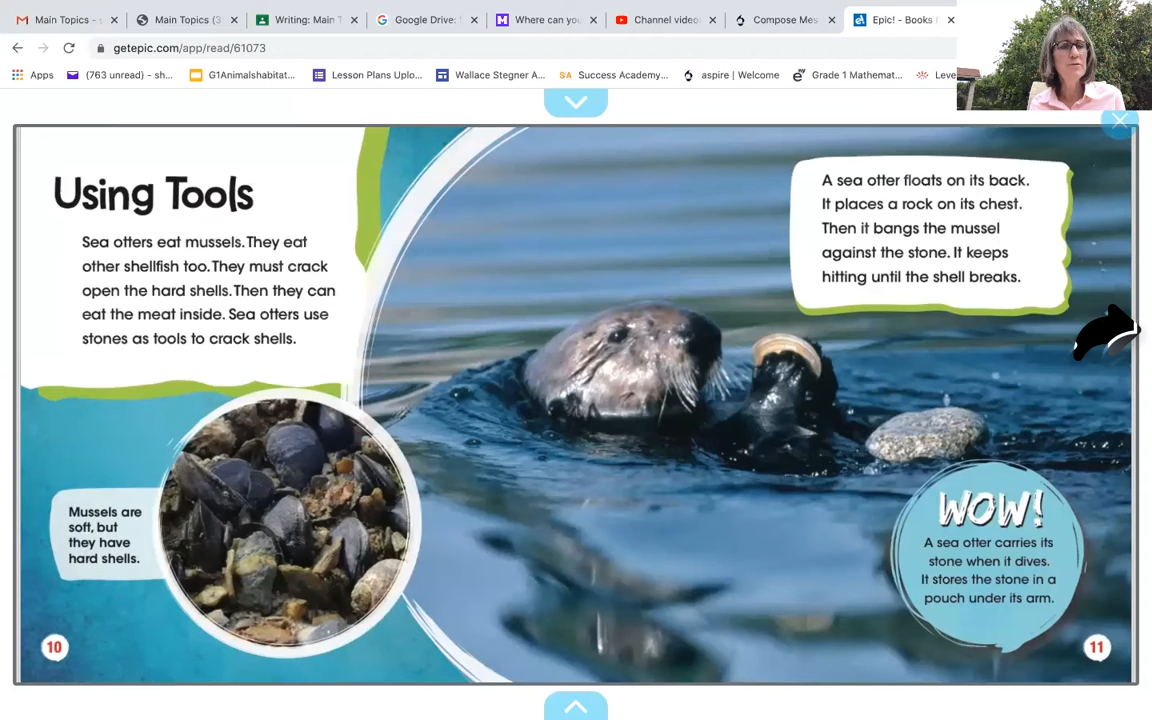 Main Topics - s
Main Topics (3
Writing: Main T
Google Drive: S
Where can you
Channel video
Compose Mes
Epic! - Books
getepic.com/app/read/61073
Apps
(763 unread) - sh...
G1Animalshabitat...
Lesson Plans Uplo...
Wallace Stegner A...
Success Academy...
aspire | Welcome
Grade 1 Mathemat...
Leve
Using Tools
Sea otters eat mussels. They eat
other shellfish too. They must crack
open the hard shells. Then they can
eat the meat inside. Sea otters use
stones as tools to crack shells.
Mussels are
soft, but
they have
hard shells.
10
A sea otter floats on its back.
It places a rock on its chest.
Then it bangs the mussel
against the stone. It keeps
hitting until the shell breaks.
WOW!
A sea otter carries its
stone when it dives.
It stores the stone in a
pouch under its arm.
11